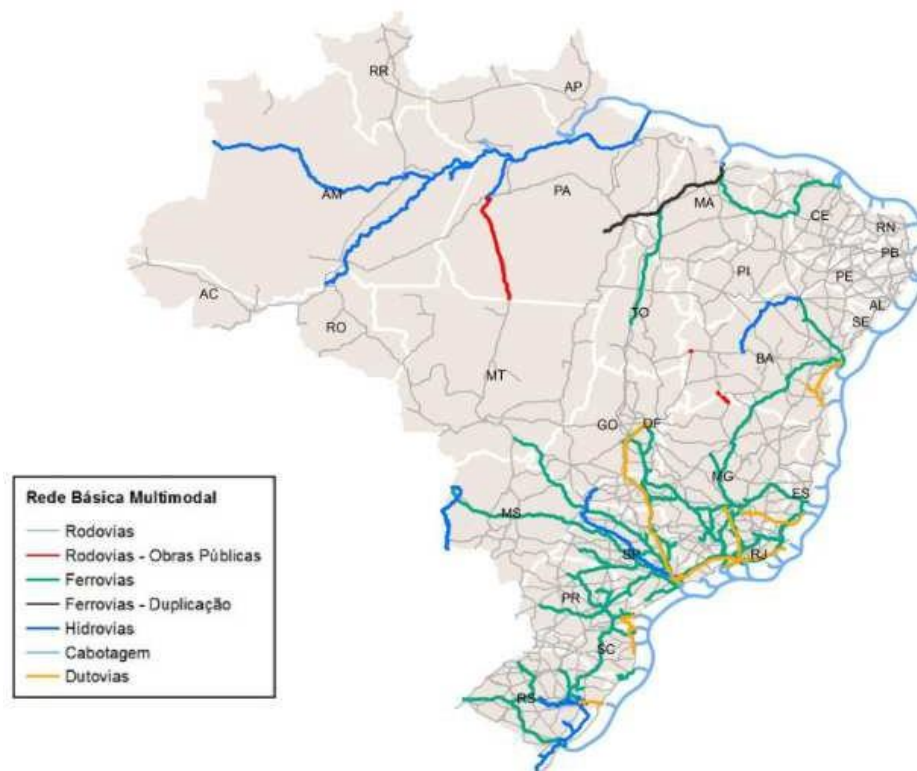 RR
AP
AM
PA
MA
CE
RN
PB
PE
PI
AL
SE
AC
RO
TO
BA
MT
GO
DF
MG
ES
MS
SP
RJ
PR
SC
RS
Rede Básica Multimodal
Rodovias
Rodovias - Obras Públicas
Ferrovias
Ferrovias - Duplicação
Hidrovias
Cabotagem
Dutovias